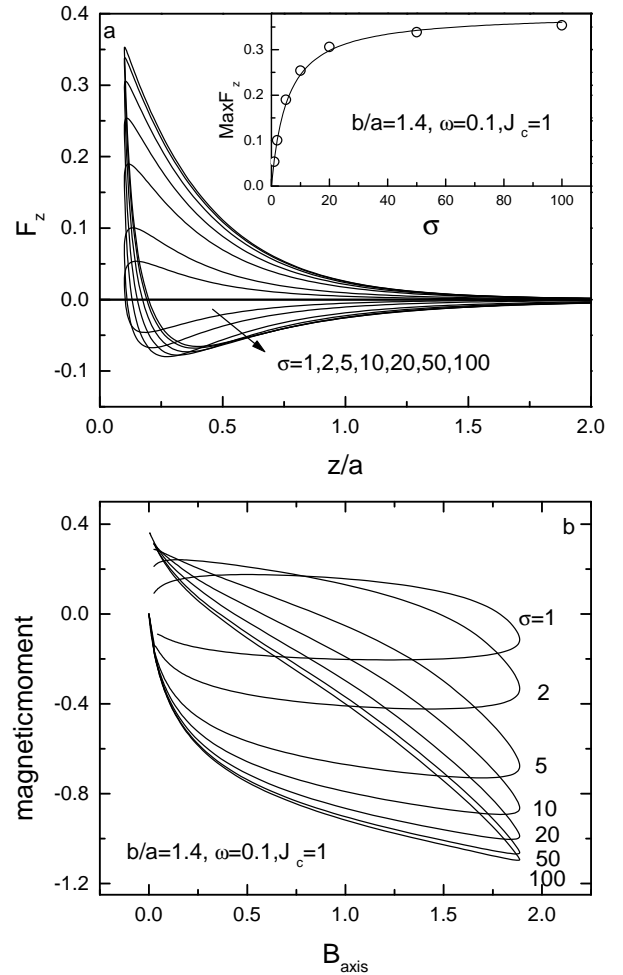 a
0.4
0.3
0.2
0.1
0.0
-0.1
F_z
0.0 0.5 1.0 1.5 2.0
z/a
σ=1,2,5,10,20,50,100
MaxF_z
0.3
0.2
0.1
0.0
0 20 40 60 80 100
σ
b/a=1.4, ω=0.1,J_c=1
b
0.4
0.0
-0.4
-0.8
-1.2
magneticmoment
σ=1
2
5
10
20
50
100
b/a=1.4, ω=0.1,J_c=1
0.0 0.5 1.0 1.5 2.0
B_axis